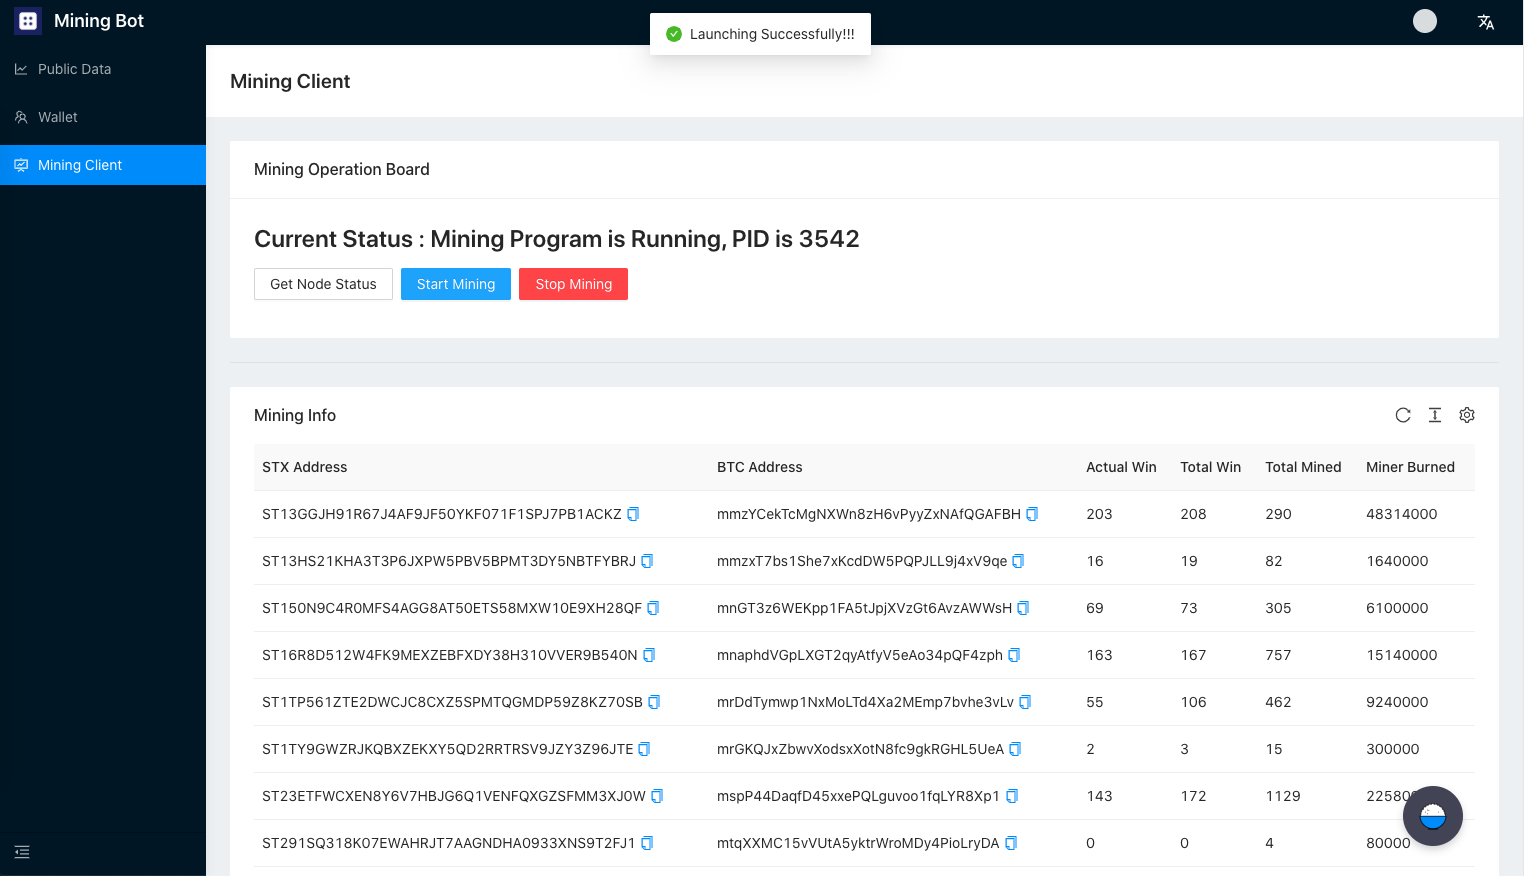 Mining Bot
Launching Successfully!!!
Public Data
Wallet
Mining Client
Mining Client
Mining Operation Board
Current Status : Mining Program is Running, PID is 3542
Get Node Status Start Mining Stop Mining
Mining Info
STX Address BTC Address Actual Win Total Win Total Mined Miner Burned
ST13GGJH91R67J4AF9JF50YKF071F1SPJ7PB1ACKZ mmzYCekTcMgNXWn8zH6vPyyZxNAfQGAFBH 203 208 290 48314000
ST13HS21KHA3T3P6JXPW5PBV5BPMT3DY5NBTFYBRJ mmzxT7bs1She7xKcdDW5PQPJLL9j4xV9qe 16 19 82 1640000
ST150N9C4R0MFS4AGG8AT50ETS58MXW10E9XH28QF mnGT3z6WEKpp1FA5tJpjXVzGt6AvzAWWsH 69 73 305 6100000
ST16R8D512W4FK9MEXZEBFXDY38H310VVER9B540N mnaphdVGpLXGT2qyAtfyV5eAo34pQF4zph 163 167 757 15140000
ST1TP561ZTE2DWCJC8CXZ5SPMTQGMDP59Z8KZ70SB mrDdTymwp1NxMoLTd4Xa2MEmp7bvhe3vLv 55 106 462 9240000
ST1TY9GWZRJKQBXZEKXY5QD2RRTRSV9JZY3Z96JTE mrGKQJxZbwvXodsxXotN8fc9gkRGHL5UeA 2 3 15 300000
ST23ETFWCXEN8Y6V7HBJG6Q1VENFQXGZSFMM3XJ0W mspP44DaqfD45xxePQLguvoo1fqLYR8Xp1 143 172 1129
ST291SQ318K07EWAHRJT7AAGNDHA0933XNS9T2FJ1 mtqXXMC15vVUtA5yktrWroMDy4PioLryDA 0 0 4 80000